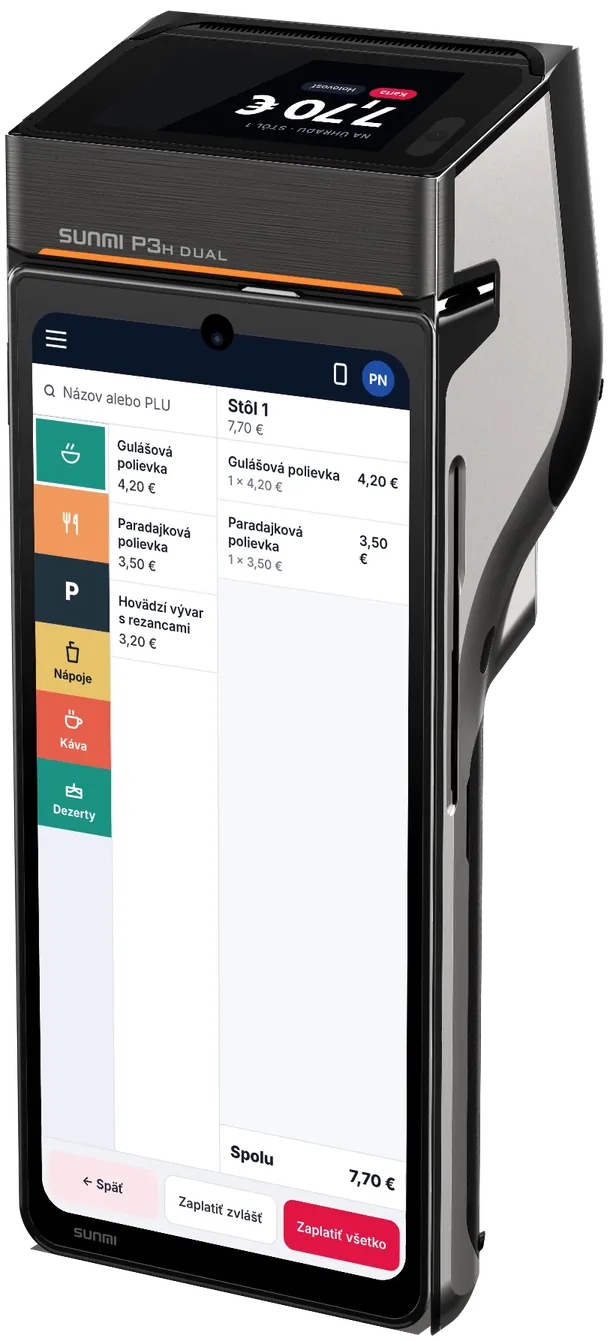 Karta
Hotovosť
7,70 €
NA ÚHRADU · STÔL 1
SUNMI P3H DUAL
PN
Názov alebo PLU
Stôl 1
7,70 €
Gulášová
polievka
4,20 €
Paradajková
polievka
3,50 €
Hovädzí vývar
s rezancami
3,20 €
P
Nápoje
Káva
Dezerty
Gulášová polievka 4,20 €
1 × 4,20 €
Paradajková
polievka
3,50
€
1 × 3,50 €
Spolu
7,70 €
← Späť
Zaplatiť zvlášť
Zaplatiť všetko
SUNMI